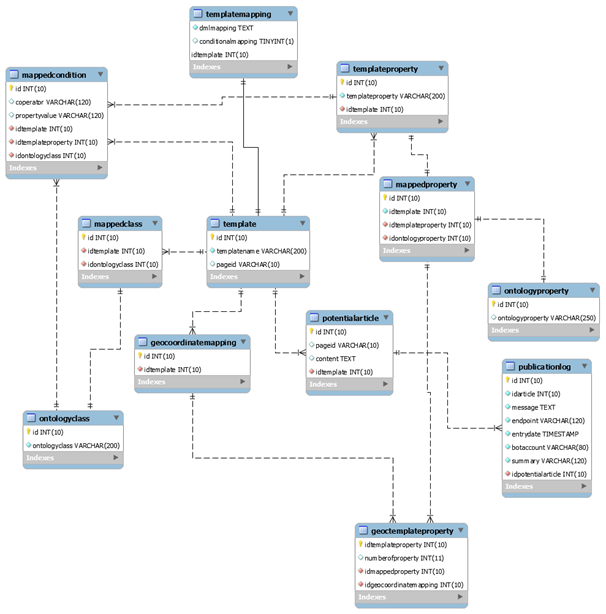 templatemapping
dmlmapping TEXT
conditionalmapping TINYINT(1)
idtemplate INT(10)
Indexes
mappedcondition
id INT(10)
coperator VARCHAR(120)
propertyvalue VARCHAR(120)
idtemplate INT(10)
idtemplateproperty INT(10)
idontologyclass INT(10)
Indexes
templateproperty
id INT(10)
templateproperty VARCHAR(200)
idtemplate INT(10)
Indexes
mappedproperty
id INT(10)
idtemplate INT(10)
idtemplateproperty INT(10)
idontologyproperty INT(10)
Indexes
mappedclass
id INT(10)
idtemplate INT(10)
idontologyclass INT(10)
Indexes
template
id INT(10)
templatename VARCHAR(200)
pageid VARCHAR(10)
Indexes
ontologyproperty
id INT(10)
ontologyproperty VARCHAR(250)
Indexes
geocoordinatemapping
id INT(10)
idtemplate INT(10)
Indexes
potentialarticle
id INT(10)
pageid VARCHAR(10)
content TEXT
idtemplate INT(10)
Indexes
publicationlog
id INT(10)
idarticle INT(10)
message TEXT
endpoint VARCHAR(120)
entrydate TIMESTAMP
botaccount VARCHAR(80)
summary VARCHAR(120)
idpotentialarticle INT(10)
Indexes
ontologyclass
id INT(10)
ontologyclass VARCHAR(200)
Indexes
geoctemplateproperty
idtemplateproperty INT(10)
numberofproperty INT(11)
idmappedproperty INT(10)
idgeocoordinatemapping INT(10)
Indexes